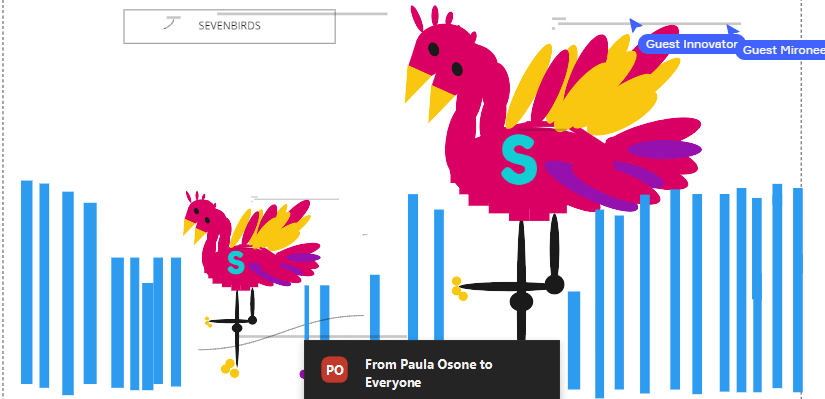 SEVENBIRDS
Guest Innovator
Guest Mironee
S
S
PO
From Paula Osone to
Everyone